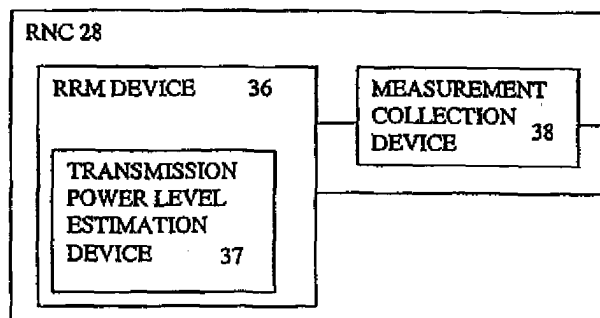 RNC 28
RRM DEVICE 36
TRANSMISSION
POWER LEVEL
ESTIMATION
DEVICE 37
MEASUREMENT
COLLECTION
DEVICE 38